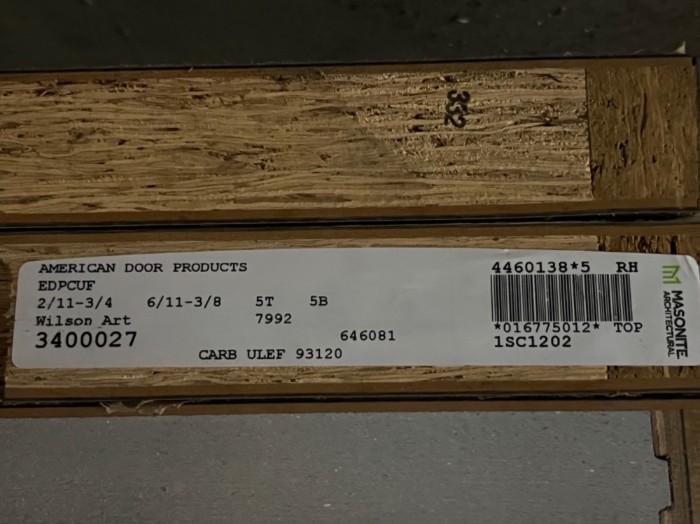 332
AMERICAN DOOR PRODUCTS
EDPCUF
2/11-3/4 6/11-3/8 5T 5B
Wilson Art 7992
3400027 646081
CARB ULEF 93120
4460138*5 RH
*016775012* TOP
1SC1202
MASONITE
ARCHITECTURAL